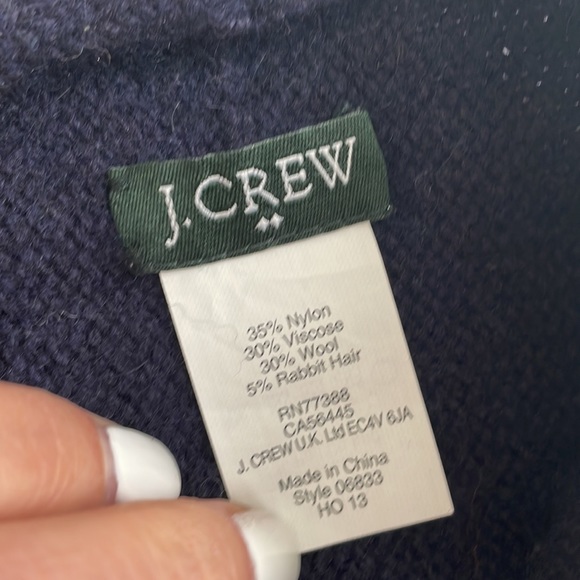 J.CREW
35% Nylon
30% Viscose
30% Wool
5% Rabbit Hair
RN77388
CA56445
J. CREW U.K. Ltd EC4V 6JA
Made in China
Style 06833
HO 13